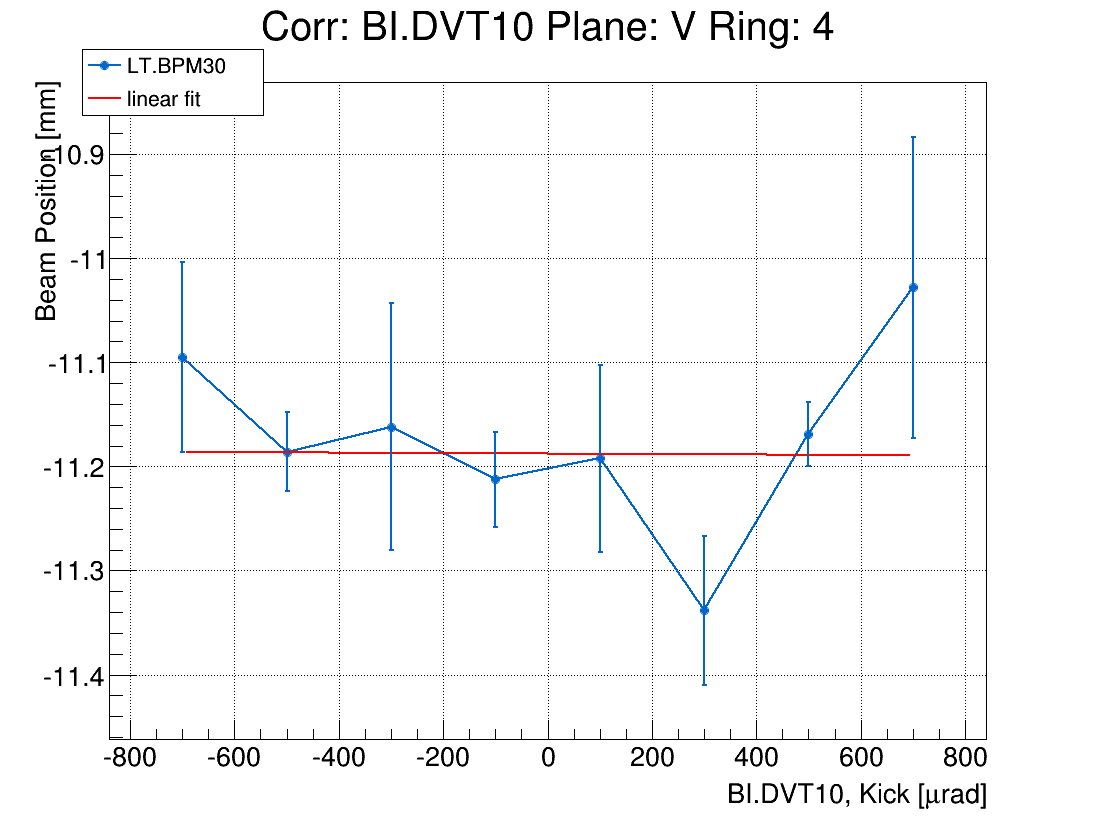 Corr: BI.DVT10 Plane: V Ring: 4
LT.BPM30
linear fit
Beam Position [mm]
-10.9
-11
-11.1
-11.2
-11.3
-11.4
-800 -600 -400 -200 0 200 400 600 800
BI.DVT10, Kick [μrad]